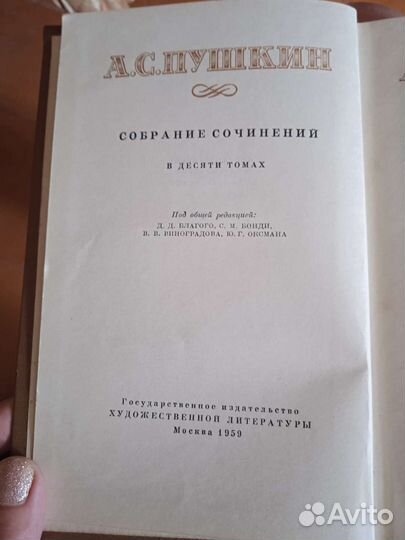 А.С.ПУШКИН
СОБРАНИЕ СОЧИНЕНИЙ
В ДЕСЯТИ ТОМАХ
Под общей редакцией:
Д. Д. БЛАГОГО, С. М. БОНДИ,
В. В. ВИНОГРАДОВА, Ю. Г. ОКСМАНА
Государственное издательство
ХУДОЖЕСТВЕННОЙ ЛИТЕРАТУРЫ
Москва 1959
Avito